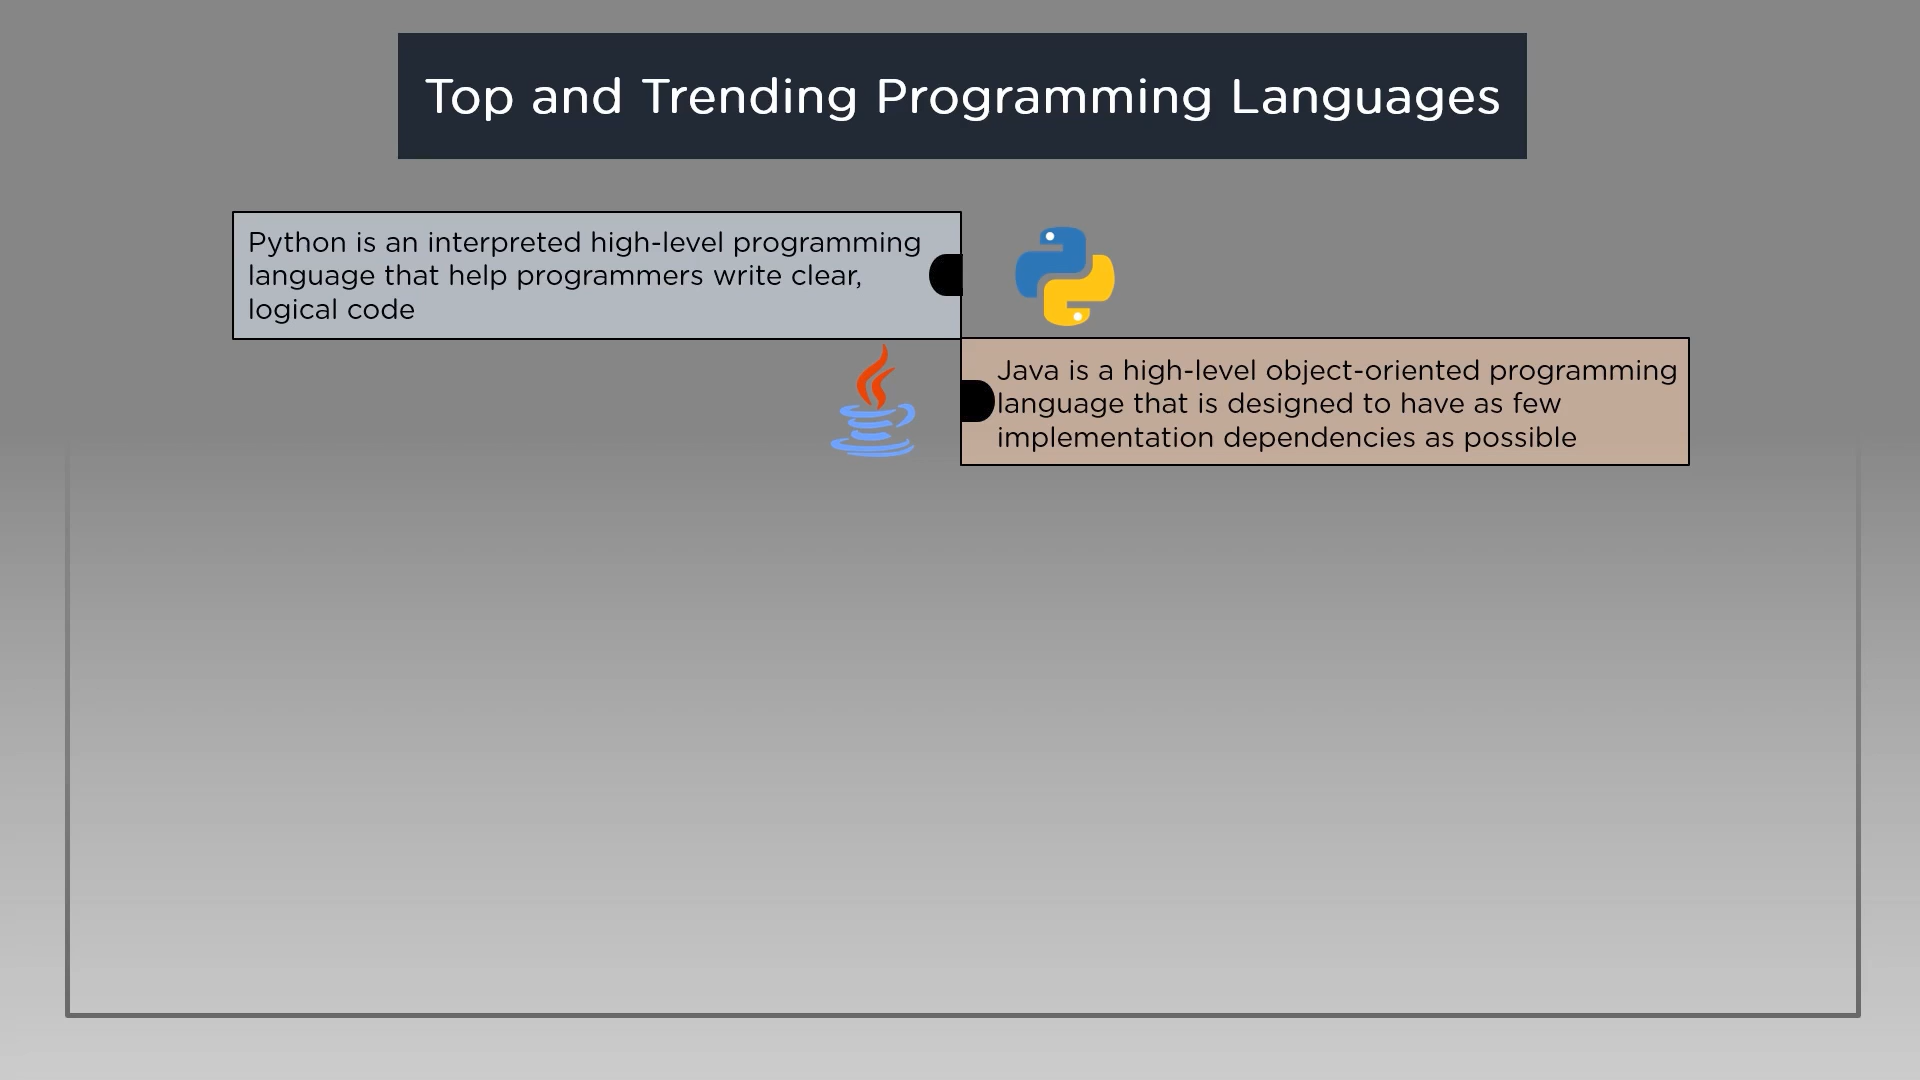 Top and Trending Programming Languages
Python is an interpreted high-level programming
language that help programmers write clear,
logical code
Java is a high-level object-oriented programming
language that is designed to have as few
implementation dependencies as possible